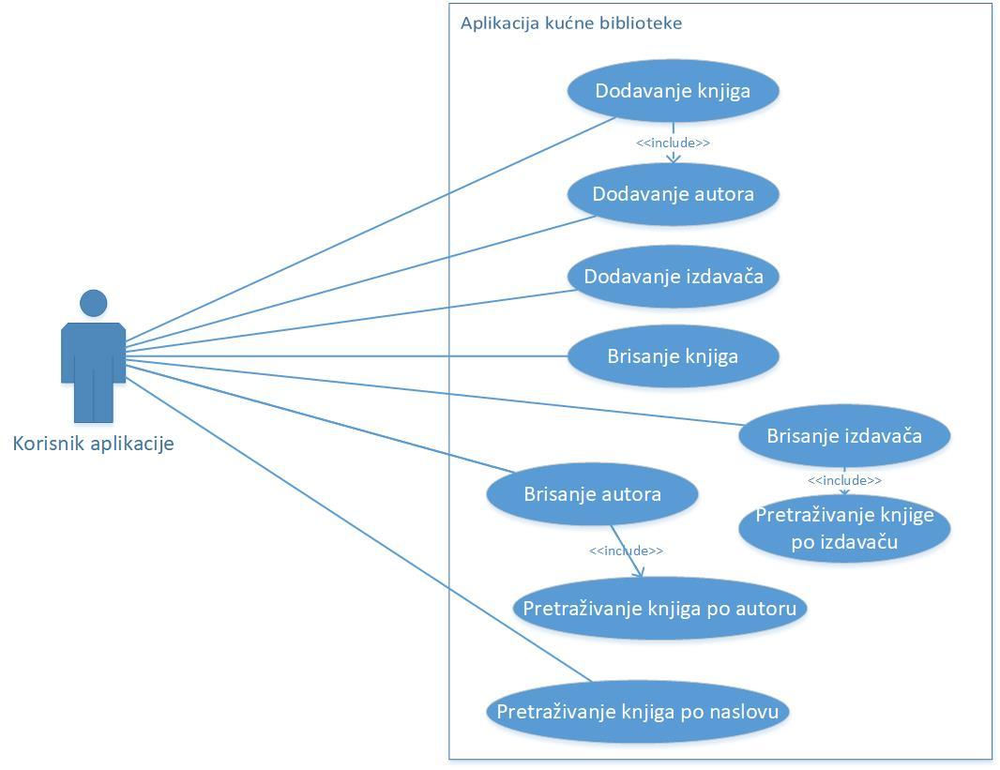 Aplikacija kućne biblioteke
Dodavanje knjiga
<<include>>
Dodavanje autora
Dodavanje izdavača
Brisanje knjiga
Korisnik aplikacije
Brisanje izdavača
<<include>>
Pretraživanje knjige
po izdavaču
Brisanje autora
<<include>>
Pretraživanje knjiga po autoru
Pretraživanje knjiga po naslovu